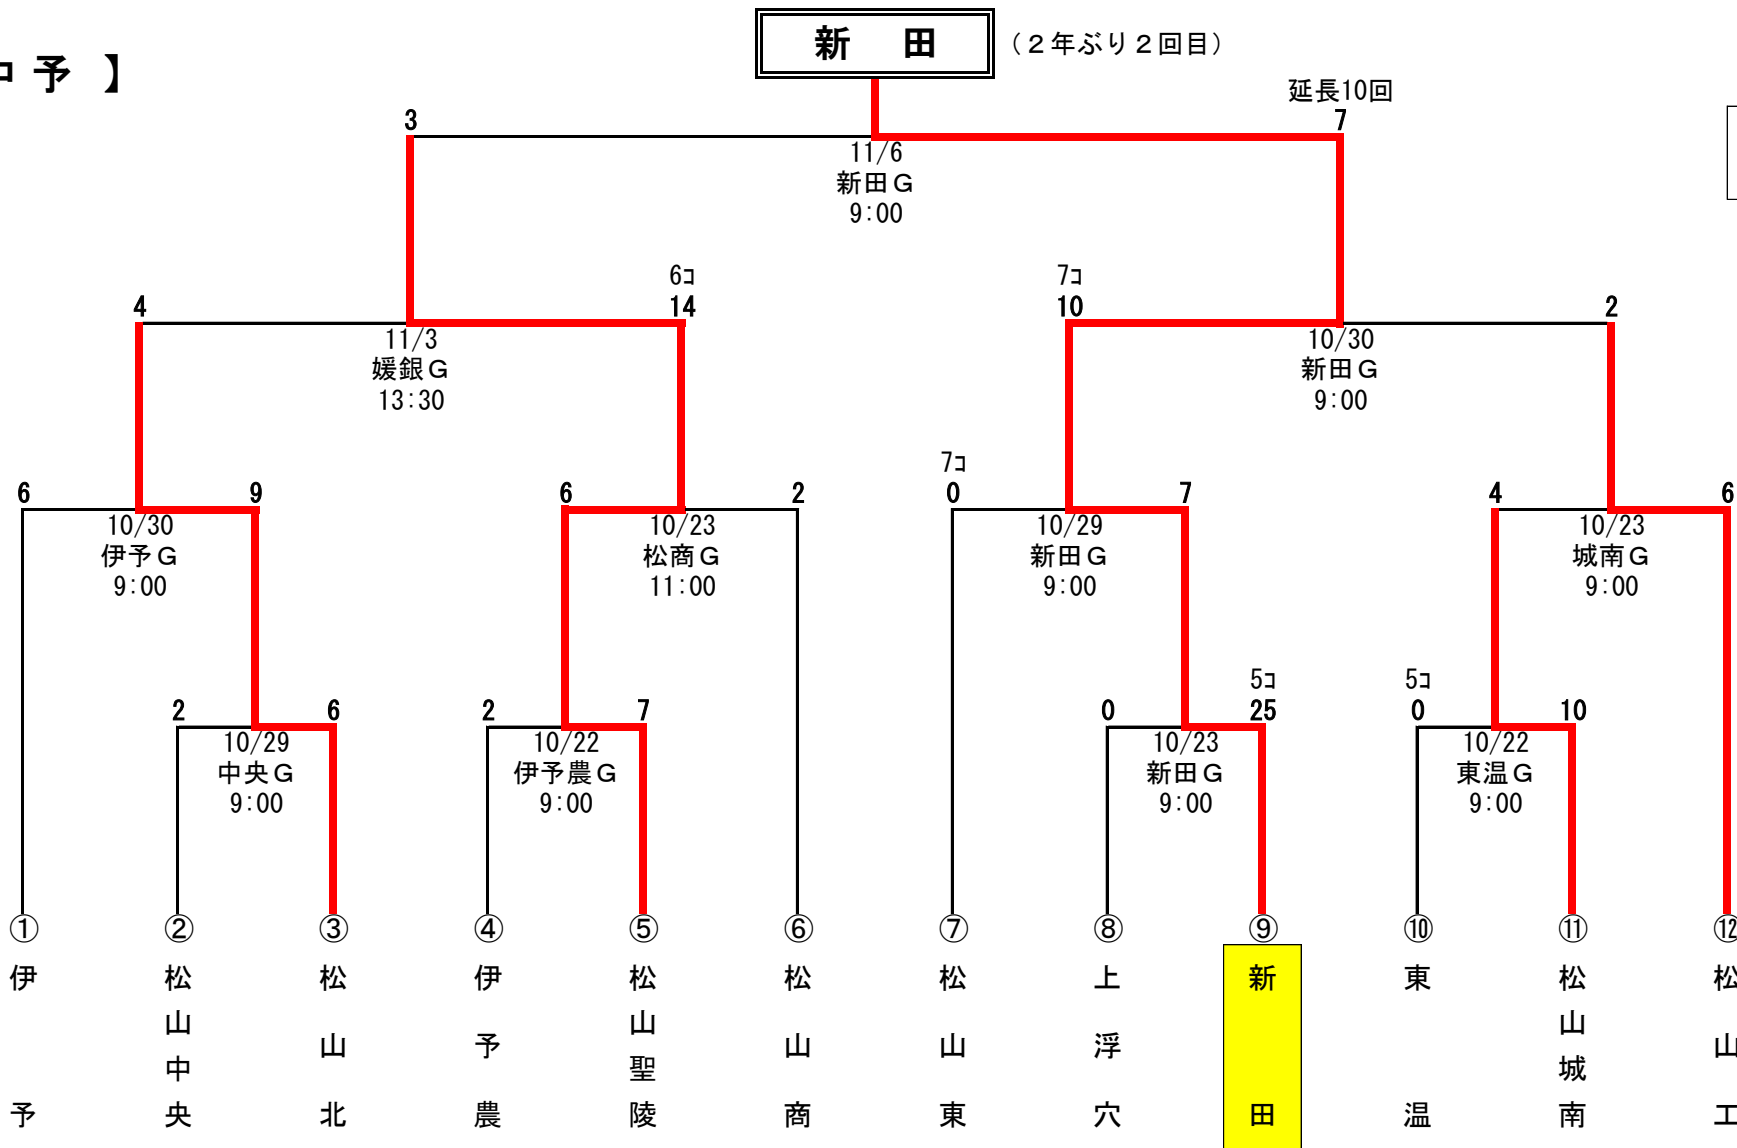 新 田
（２年ぶり２回目）
予 】
延長10回
3
7
11/6
新田Ｇ
9:00
6コ
7コ
4
14
10
2
11/3
媛銀Ｇ
13:30
10/30
新田Ｇ
9:00
7コ
6
9
6
2
0
7
4
6
10/30
伊予Ｇ
9:00
10/23
松商Ｇ
11:00
10/29
新田Ｇ
9:00
10/23
城南Ｇ
9:00
5コ
5コ
2
6
2
7
0
25
0
10
10/29
中央Ｇ
9:00
10/22
伊予農Ｇ
9:00
10/23
新田Ｇ
9:00
10/22
東温Ｇ
9:00
① ② ③ ④ ⑤ ⑥ ⑦ ⑧ ⑨ ⑩ ⑪ ⑫
伊予
松山中央
松山北
伊予農
松山聖陵
松山商
松山東
上浮穴
新田
東温
松山城南
松山工